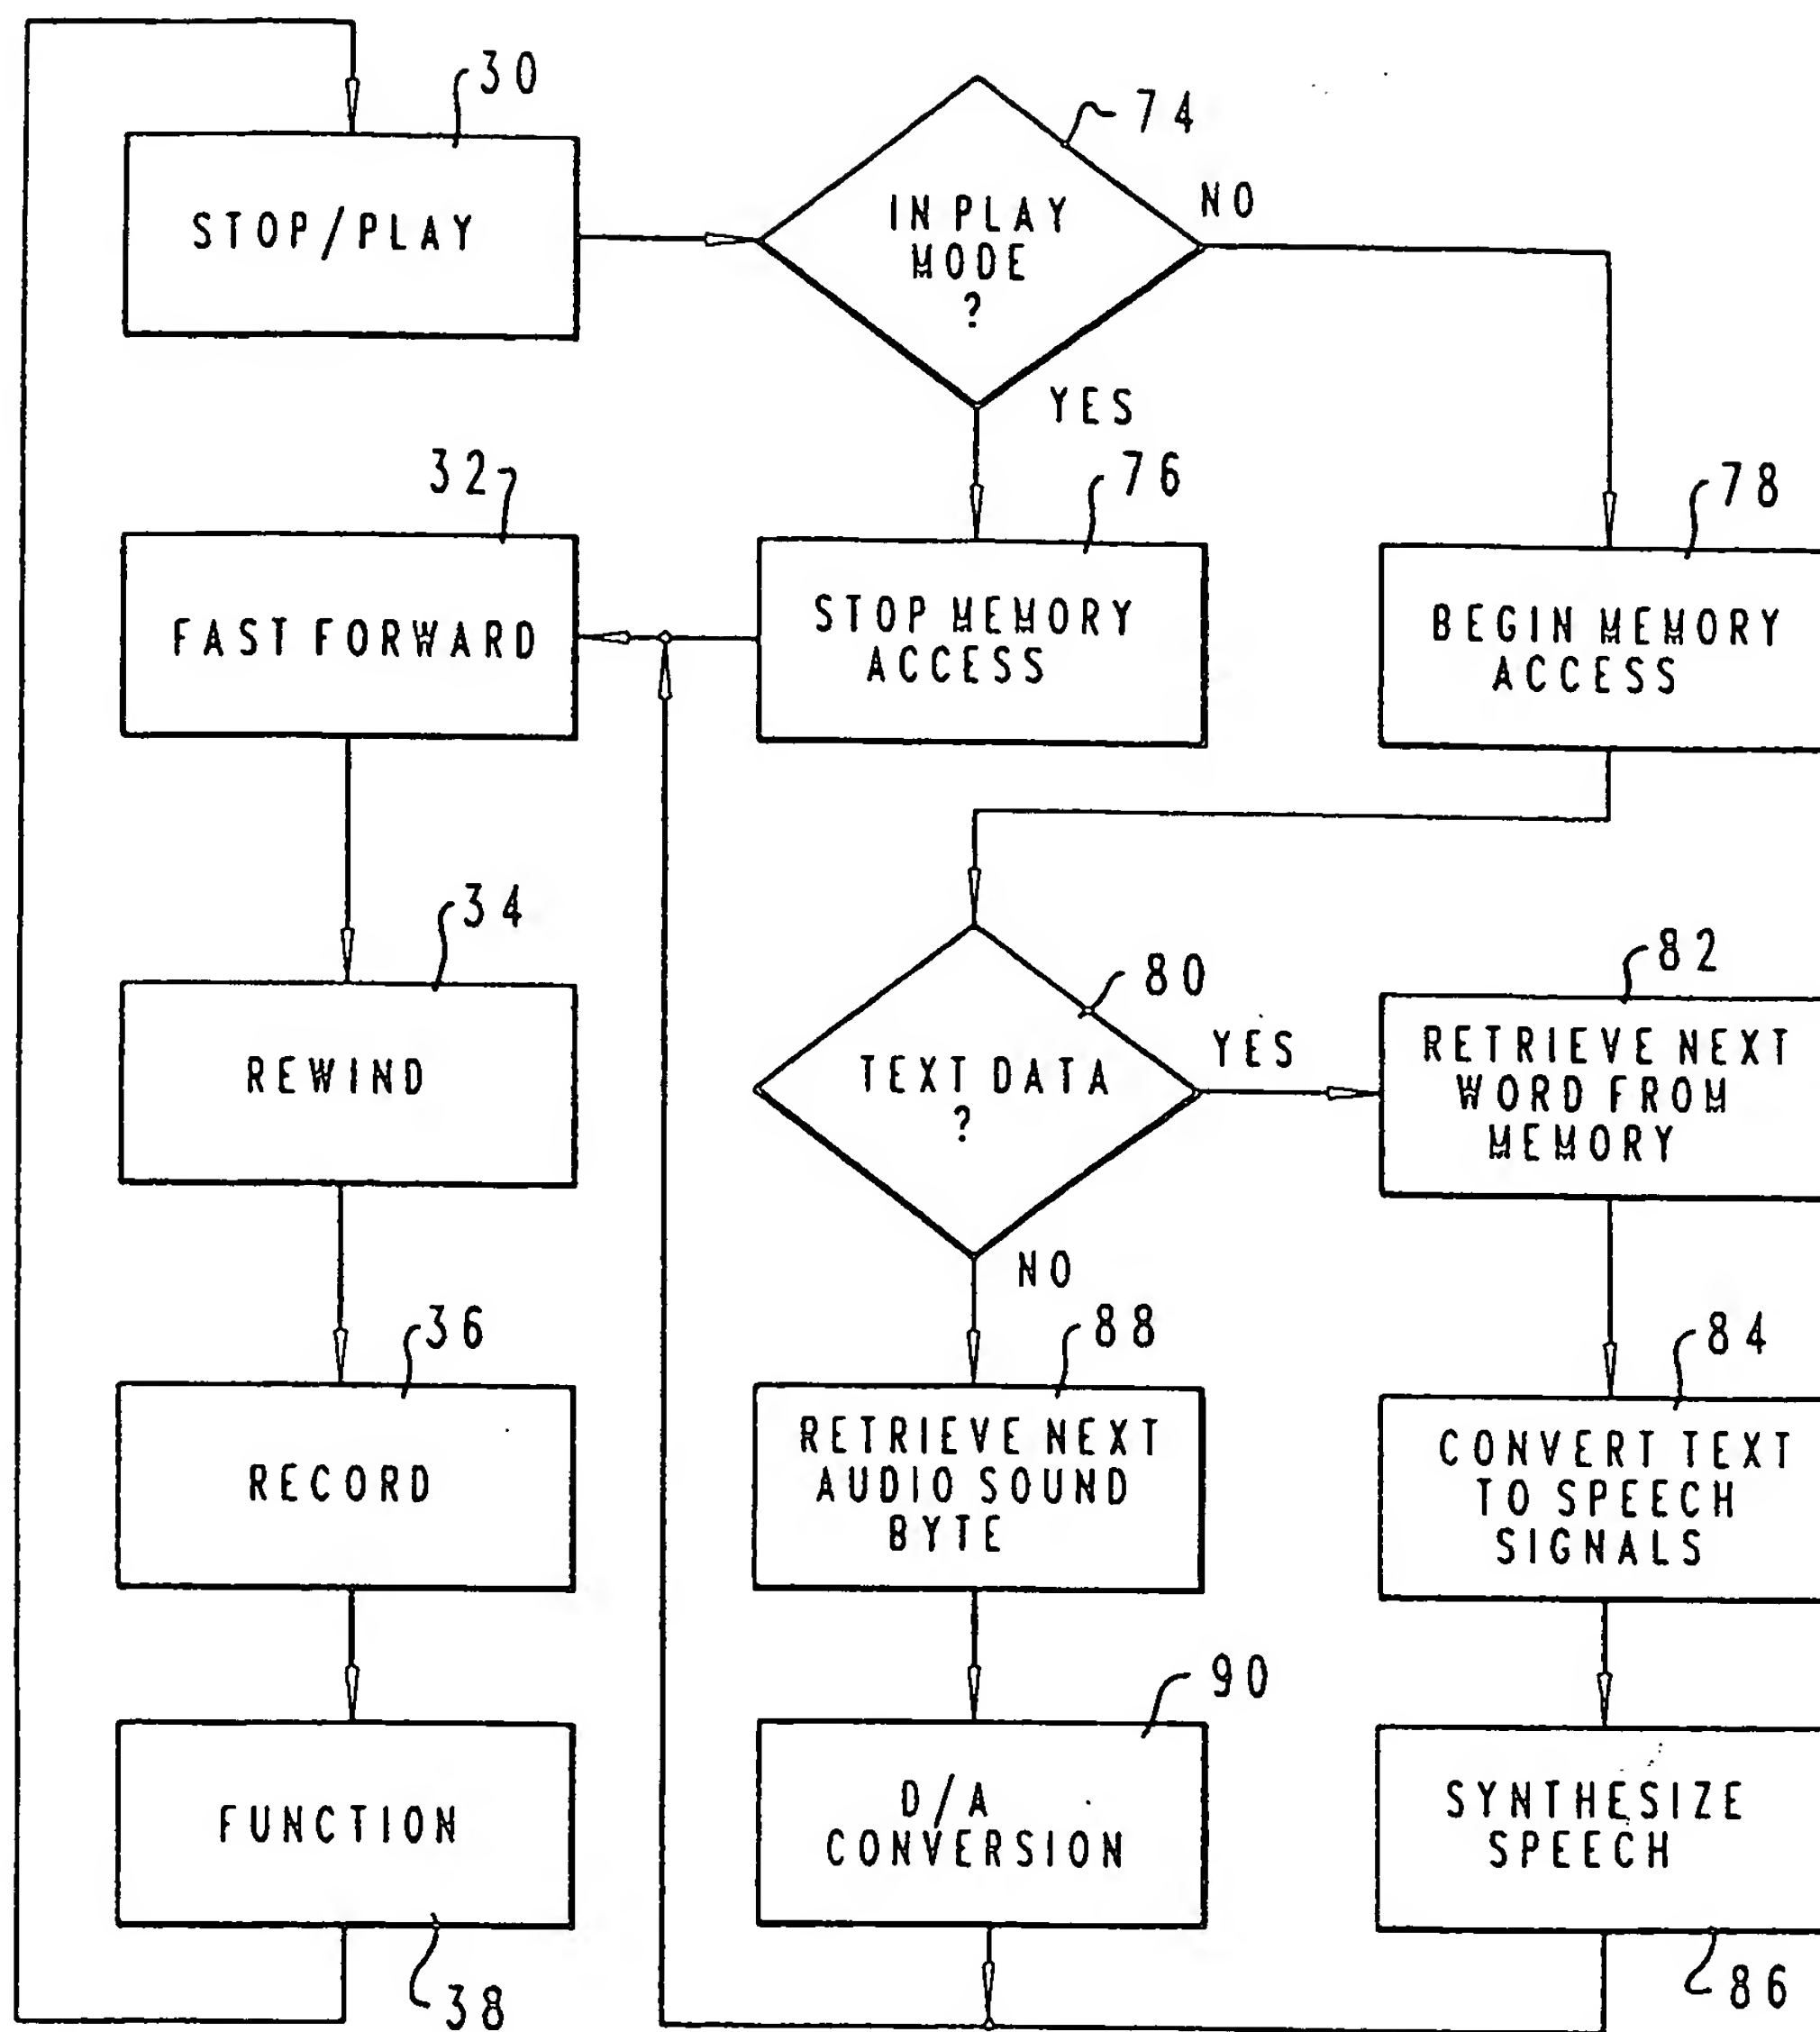 30
STOP/PLAY
74
IN PLAY
MODE
?
NO
YES
32
FAST FORWARD
76
STOP MEMORY
ACCESS
78
BEGIN MEMORY
ACCESS
34
REWIND
80
TEXT DATA
?
YES
NO
82
RETRIEVE NEXT
WORD FROM
MEMORY
36
RECORD
88
RETRIEVE NEXT
AUDIO SOUND
BYTE
84
CONVERT TEXT
TO SPEECH
SIGNALS
FUNCTION
38
90
D/A
CONVERSION
SYNTHESIZE
SPEECH
86